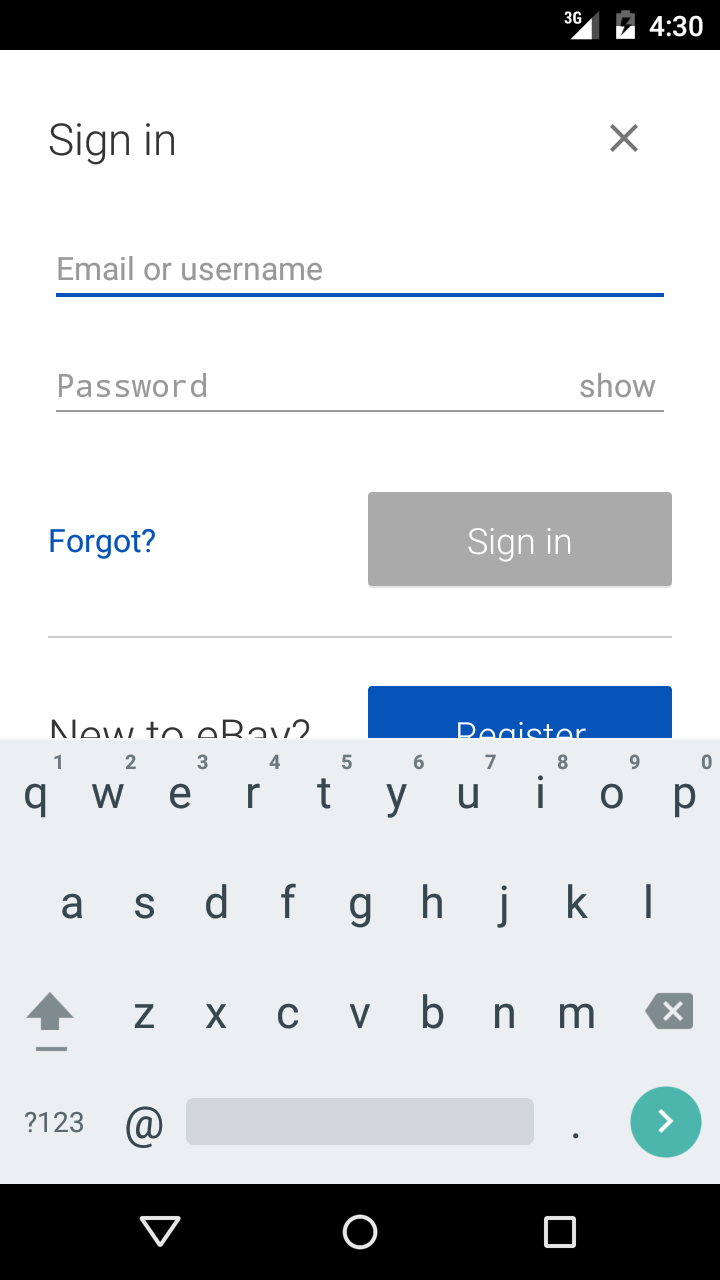 3G 4:30
Sign in
Email or username
Password show
Forgot? Sign in
New to eBay? Register
1 2 3 4 5 6 7 8 9 0
q w e r t y u i o p
a s d f g h j k l
z x c v b n m
?123 @ .